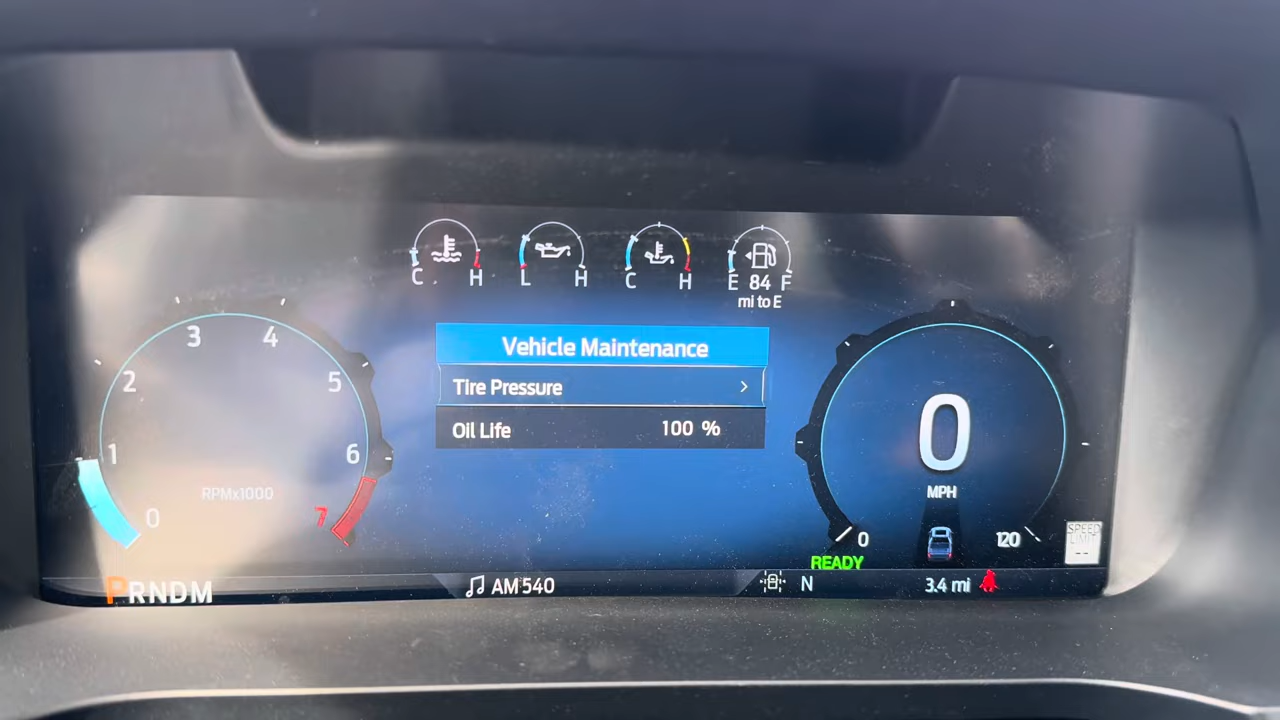 C H
L H
C H
E 84 F
mi to E
Vehicle Maintenance
Tire Pressure >
Oil Life 100 %
0
1
2
3
4
5
6
7
RPMx1000
0
MPH
0
120
READY
SPEED
LIMIT
--
PRNDM
AM 540
N
3.4 mi